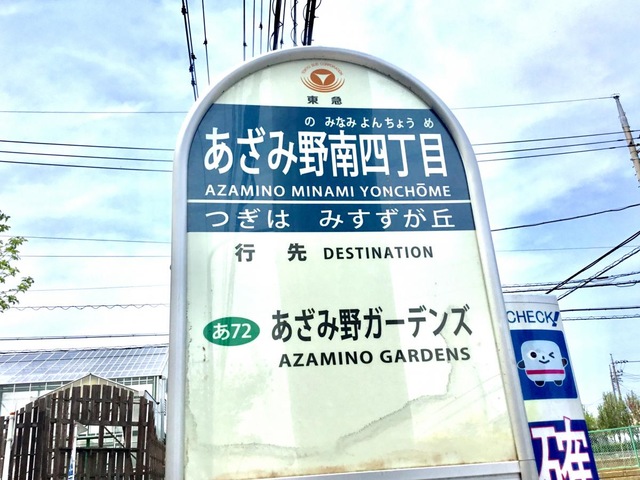 東急
の みなみ よん ちょう め
あざみ野南四丁目
AZAMINO MINAMI YONCHŌME
つぎは みすずが丘
行先 DESTINATION
あ72 あざみ野ガーデンズ
AZAMINO GARDENS
CHECK!
確